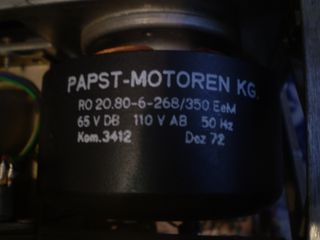 PAPST-MOTOREN KG.
RO 20.80-6-268/350 EeM
65 V DB 110 V AB 50 Hz
Kom. 3412 Dez 72